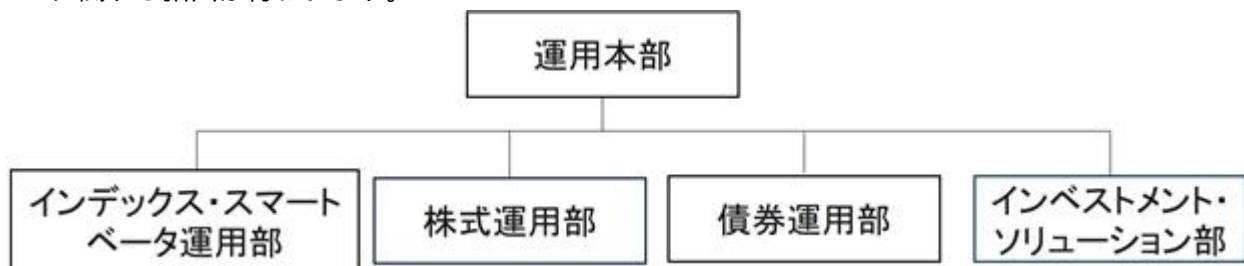 運用本部
インデックス・スマート
ベータ運用部
株式運用部
債券運用部
インベストメント・
ソリューション部